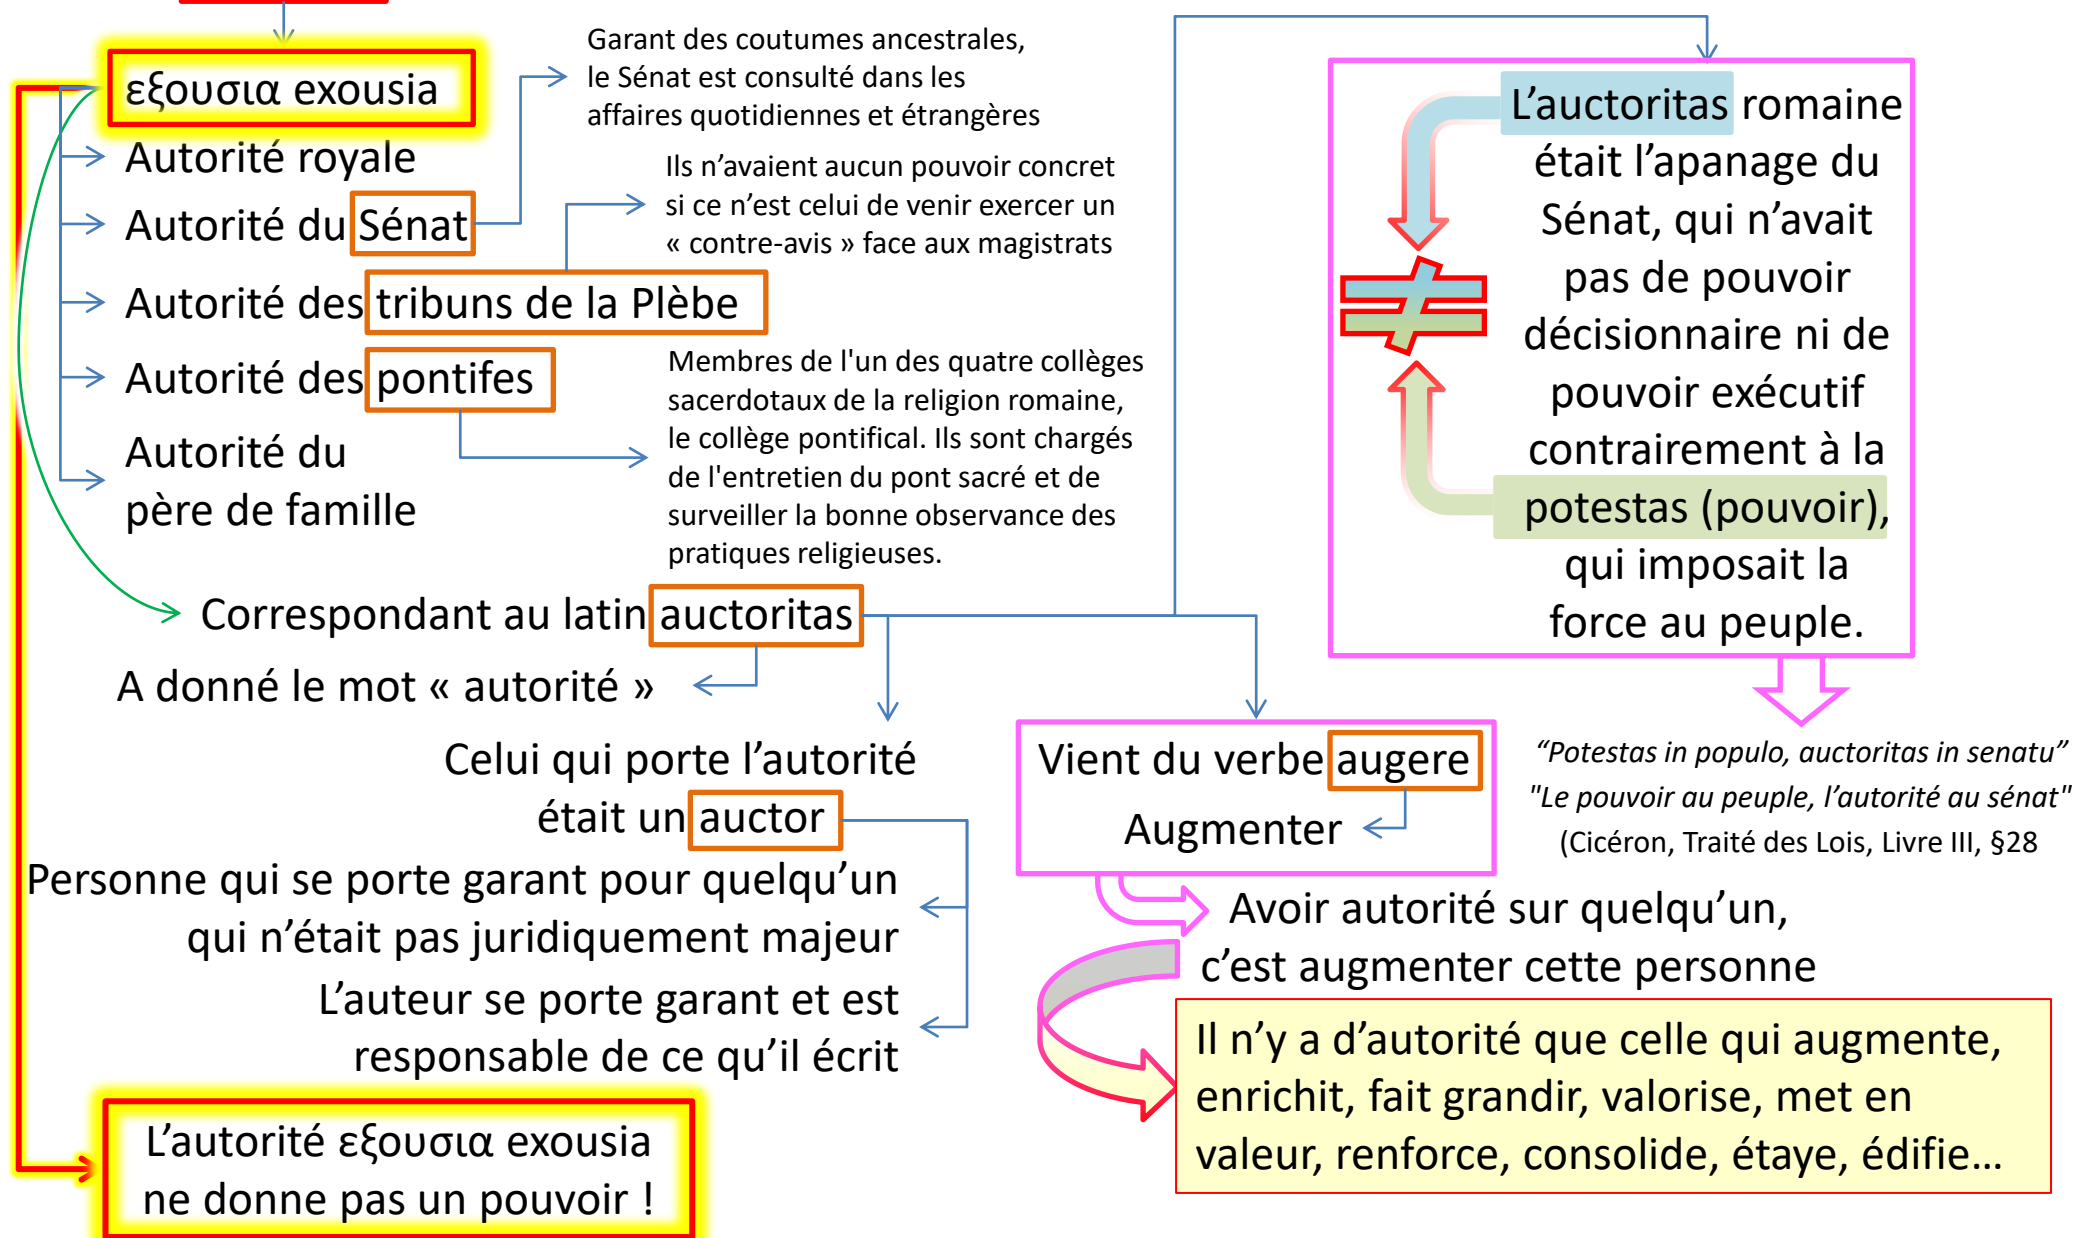 εξουσια exousia
Autorité royale
Autorité du Sénat
Autorité des tribuns de la Plèbe
Autorité des pontifes
Autorité du
père de famille
Garant des coutumes ancestrales,
le Sénat est consulté dans les
affaires quotidiennes et étrangères
Ils n’avaient aucun pouvoir concret
si ce n’est celui de venir exercer un
« contre-avis » face aux magistrats
Membres de l'un des quatre collèges
sacerdotaux de la religion romaine,
le collège pontifical. Ils sont chargés
de l'entretien du pont sacré et de
surveiller la bonne observance des
pratiques religieuses.
Correspondant au latin auctoritas
A donné le mot « autorité »
Celui qui porte l’autorité
était un auctor
Personne qui se porte garant pour quelqu’un
qui n’était pas juridiquement majeur
L’auteur se porte garant et est
responsable de ce qu’il écrit
L’autorité εξουσια exousia
ne donne pas un pouvoir !
L’auctoritas romaine
était l’apanage du
Sénat, qui n’avait
pas de pouvoir
décisionnaire ni de
pouvoir exécutif
contrairement à la
potestas (pouvoir),
qui imposait la
force au peuple.
“Potestas in populo, auctoritas in senatu”
"Le pouvoir au peuple, l’autorité au sénat"
(Cicéron, Traité des Lois, Livre III, §28
Vient du verbe augere
Augmenter
Avoir autorité sur quelqu’un,
c’est augmenter cette personne
Il n’y a d’autorité que celle qui augmente,
enrichit, fait grandir, valorise, met en
valeur, renforce, consolide, étaye, édifie…